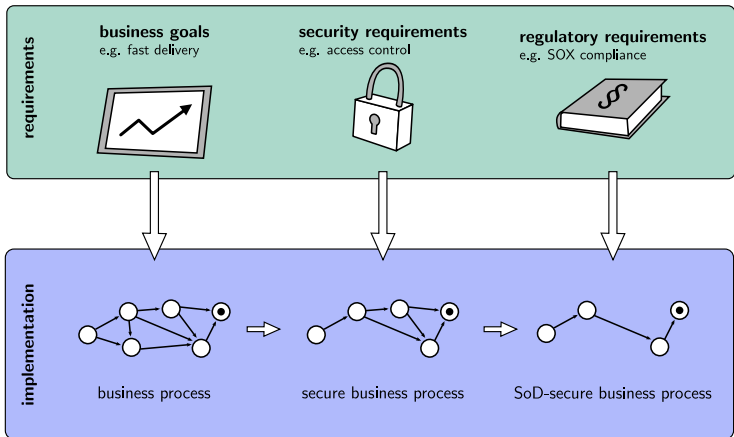 requirements
business goals
e.g. fast delivery
security requirements
e.g. access control
regulatory requirements
e.g. SOX compliance
§
implementation
business process
secure business process
SoD-secure business process